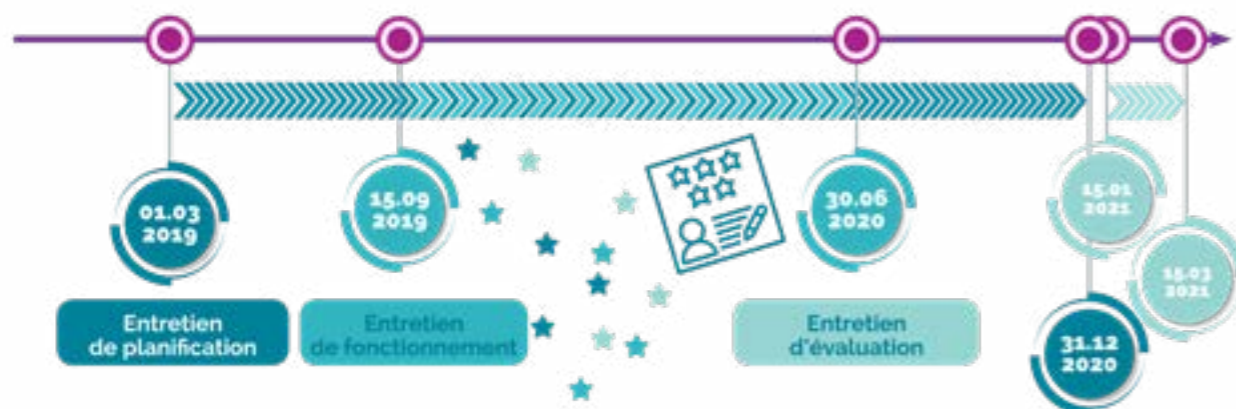 01.03
2019
15.09
2019
30.06
2020
15.01
2021
15.03
2021
31.12
2020
Entretien
de planification
Entretien
de fonctionnement
Entretien
d'évaluation